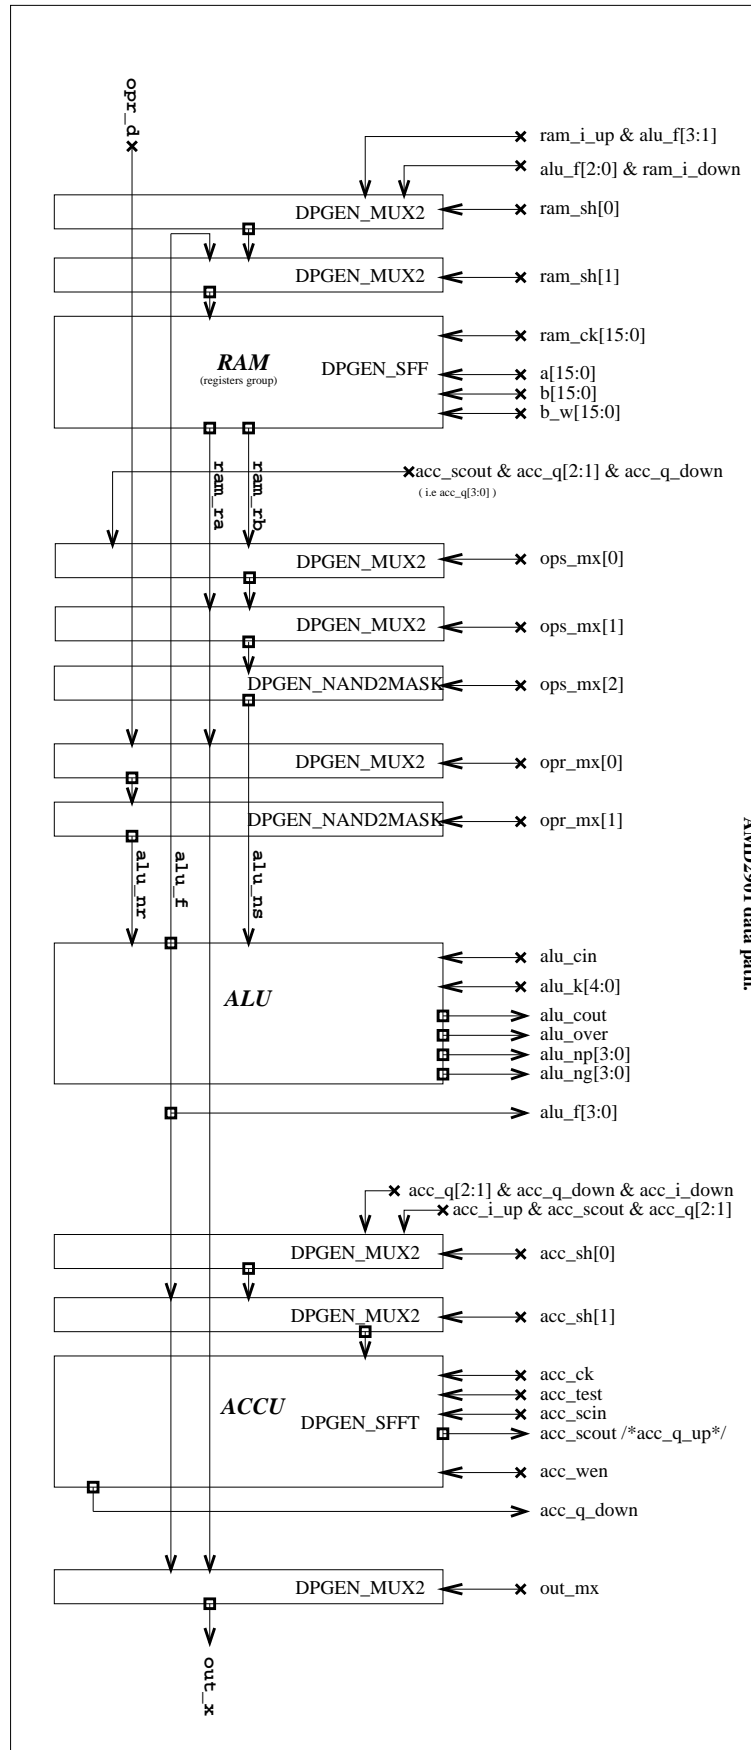 opr_d
ram_i_up & alu_f[3:1]
alu_f[2:0] & ram_i_down
DPGEN_MUX2
ram_sh[0]
DPGEN_MUX2
ram_sh[1]
RAM
(registers group)
DPGEN_SFF
ram_ck[15:0]
a[15:0]
b[15:0]
b_w[15:0]
ram_ra
ram_rb
acc_scout & acc_q[2:1] & acc_q_down
( i.e acc_q[3:0] )
DPGEN_MUX2
ops_mx[0]
DPGEN_MUX2
ops_mx[1]
DPGEN_NAND2MASK
ops_mx[2]
DPGEN_MUX2
opr_mx[0]
DPGEN_NAND2MASK
opr_mx[1]
alu_nr
alu_f
alu_ns
AMD2901 data path.
ALU
alu_cin
alu_k[4:0]
alu_cout
alu_over
alu_np[3:0]
alu_ng[3:0]
alu_f[3:0]
acc_q[2:1] & acc_q_down & acc_i_down
acc_i_up & acc_scout & acc_q[2:1]
DPGEN_MUX2
acc_sh[0]
DPGEN_MUX2
acc_sh[1]
ACCU
DPGEN_SFFT
acc_ck
acc_test
acc_scin
acc_scout /*acc_q_up*/
acc_wen
acc_q_down
DPGEN_MUX2
out_mx
out_x